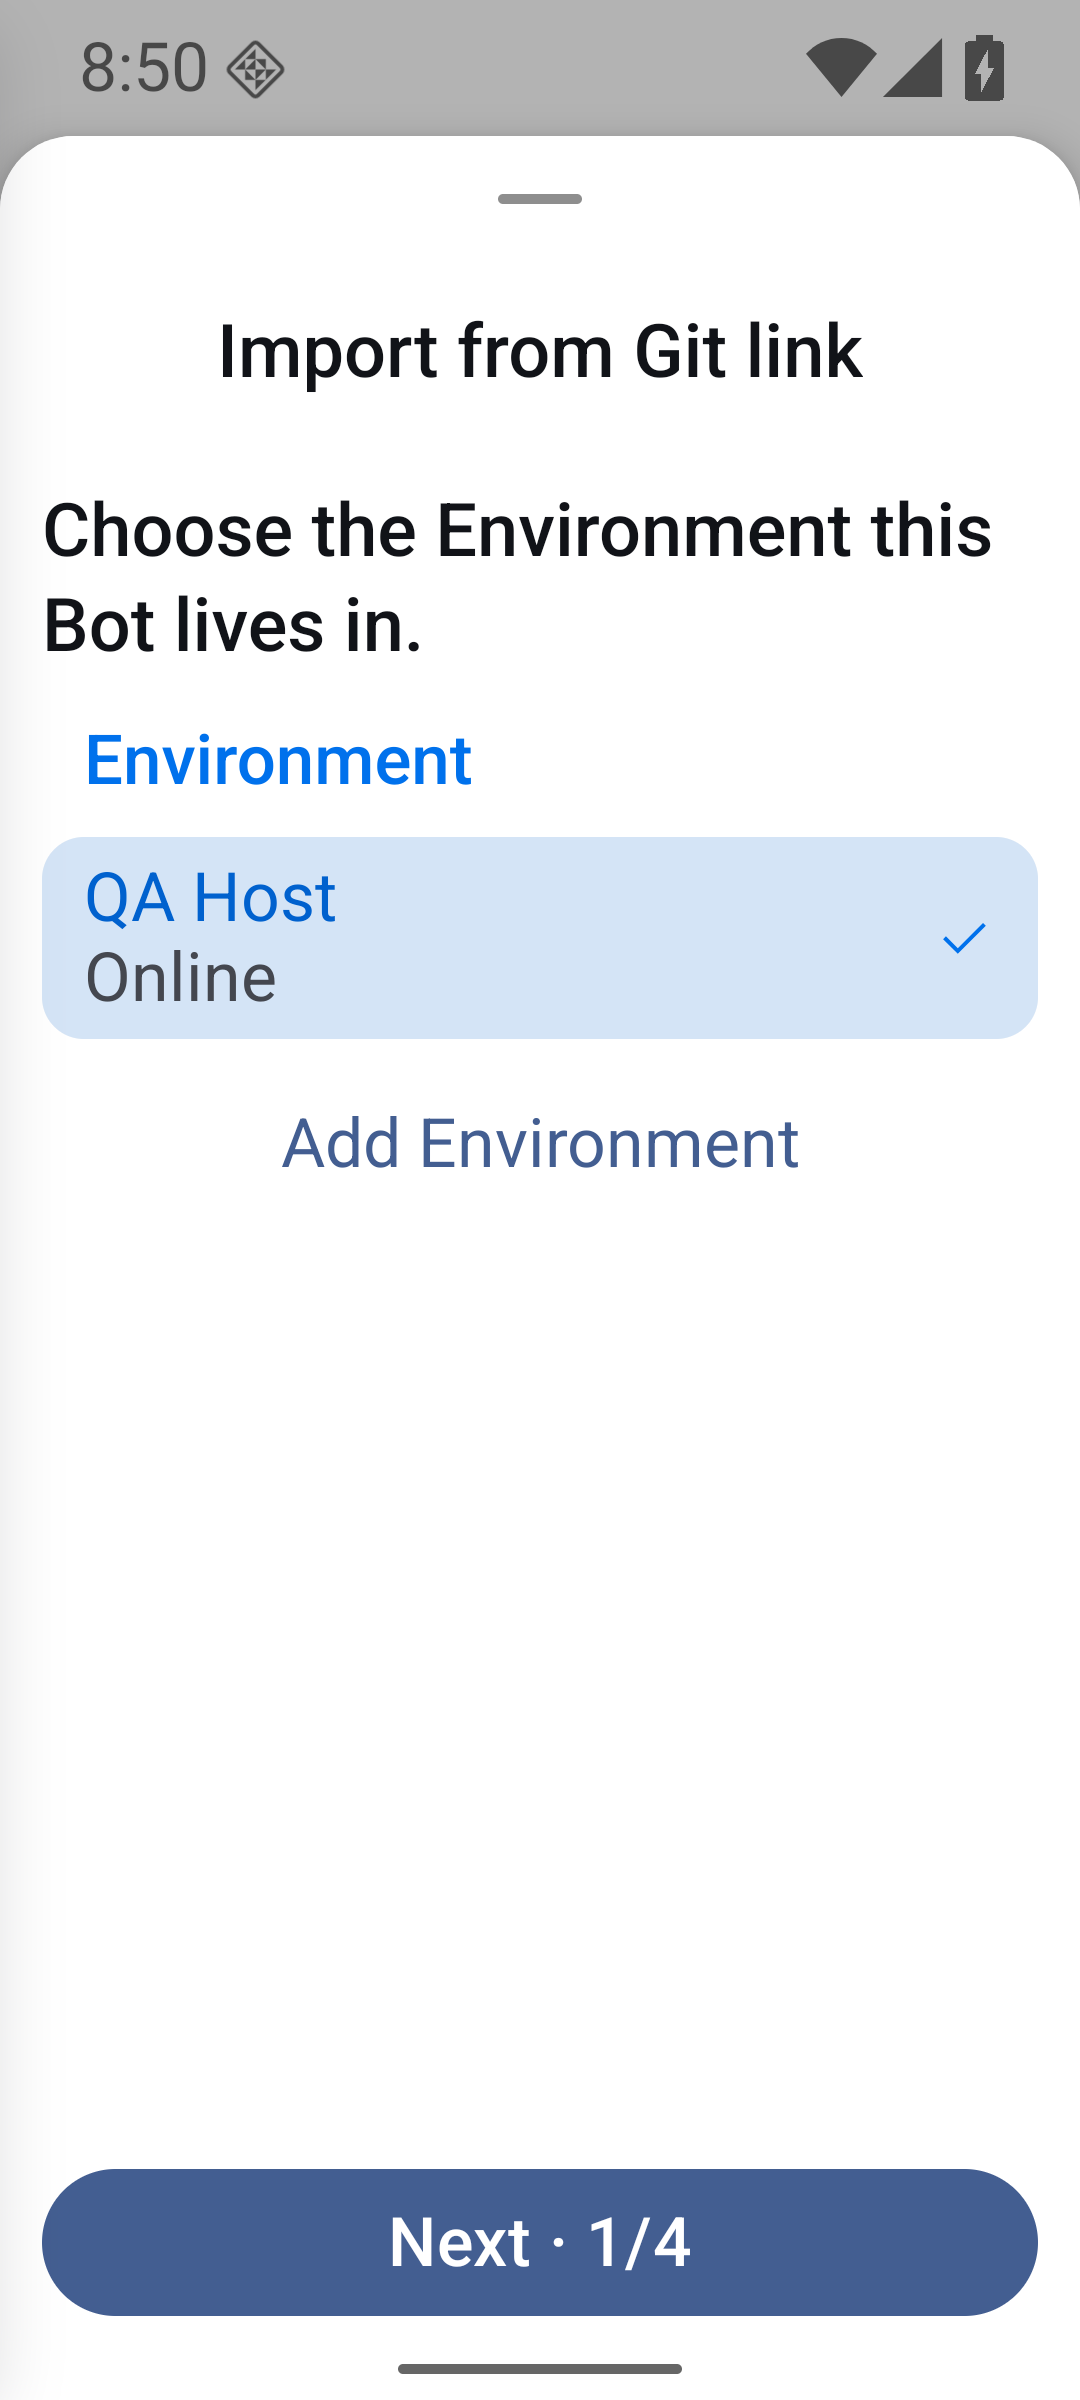 8:50
Import from Git link
Choose the Environment this
Bot lives in.
Environment
QA Host
Online
Add Environment
Next · 1/4